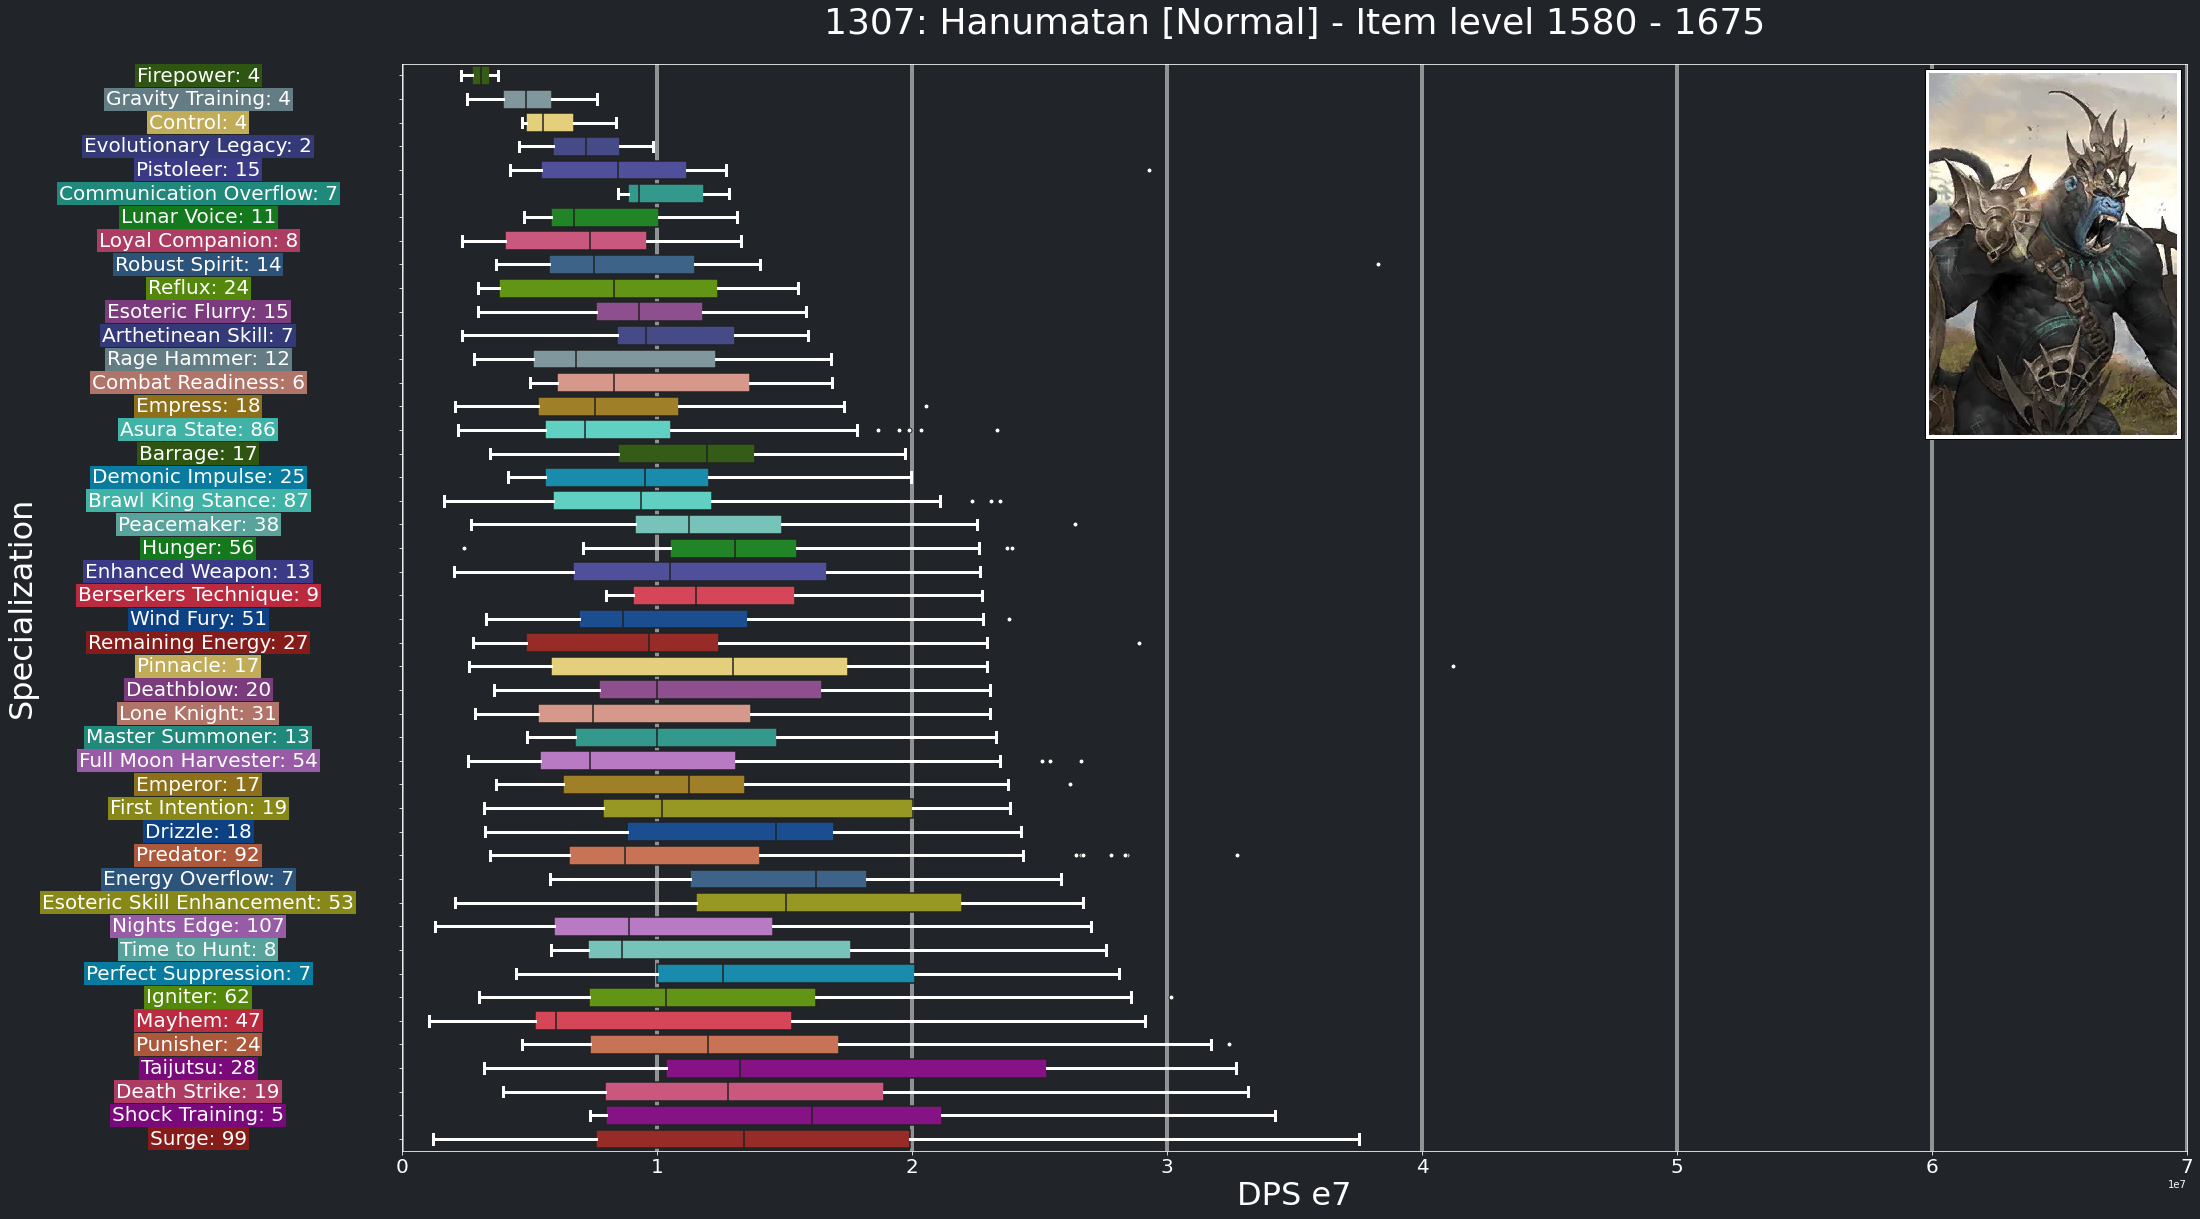 1307: Hanumatan [Normal] - Item level 1580 - 1675
Firepower: 4
Gravity Training: 4
Control: 4
Evolutionary Legacy: 2
Pistoleer: 15
Communication Overflow: 7
Lunar Voice: 11
Loyal Companion: 8
Robust Spirit: 14
Reflux: 24
Esoteric Flurry: 15
Arthetinean Skill: 7
Rage Hammer: 12
Combat Readiness: 6
Empress: 18
Asura State: 86
Barrage: 17
Demonic Impulse: 25
Brawl King Stance: 87
Peacemaker: 38
Hunger: 56
Enhanced Weapon: 13
Berserkers Technique: 9
Wind Fury: 51
Remaining Energy: 27
Pinnacle: 17
Deathblow: 20
Lone Knight: 31
Master Summoner: 13
Full Moon Harvester: 54
Emperor: 17
First Intention: 19
Drizzle: 18
Predator: 92
Energy Overflow: 7
Esoteric Skill Enhancement: 53
Nights Edge: 107
Time to Hunt: 8
Perfect Suppression: 7
Igniter: 62
Mayhem: 47
Punisher: 24
Taijutsu: 28
Death Strike: 19
Shock Training: 5
Surge: 99
Specialization
0 1 2 3 4 5 6 7
1e7
DPS e7